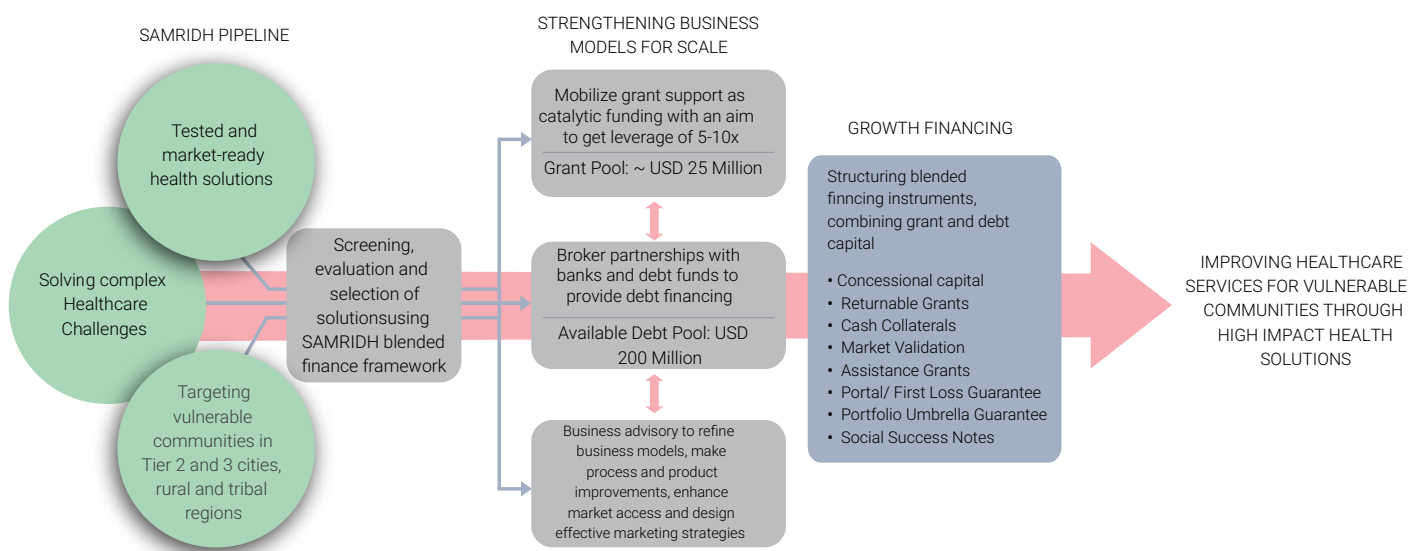 SAMRIDH PIPELINE
Tested and
market-ready
health solutions
Solving complex
Healthcare
Challenges
Targeting
vulnerable
communities in
Tier 2 and 3 cities,
rural and tribal
regions
Screening,
evaluation and
selection of
solutionsusing
SAMRIDH blended
finance framework
STRENGTHENING BUSINESS
MODELS FOR SCALE
Mobilize grant support as
catalytic funding with an aim
to get leverage of 5-10x
Grant Pool: ~ USD 25 Million
Broker partnerships with
banks and debt funds to
provide debt financing
Available Debt Pool: USD
200 Million
Business advisory to refine
business models, make
process and product
improvements, enhance
market access and design
effective marketing strategies
GROWTH FINANCING
Structuring blended
finncing instruments,
combining grant and debt
capital
• Concessional capital
• Returnable Grants
• Cash Collaterals
• Market Validation
• Assistance Grants
• Portal/ First Loss Guarantee
• Portfolio Umbrella Guarantee
• Social Success Notes
IMPROVING HEALTHCARE
SERVICES FOR VULNERABLE
COMMUNITIES THROUGH
HIGH IMPACT HEALTH
SOLUTIONS